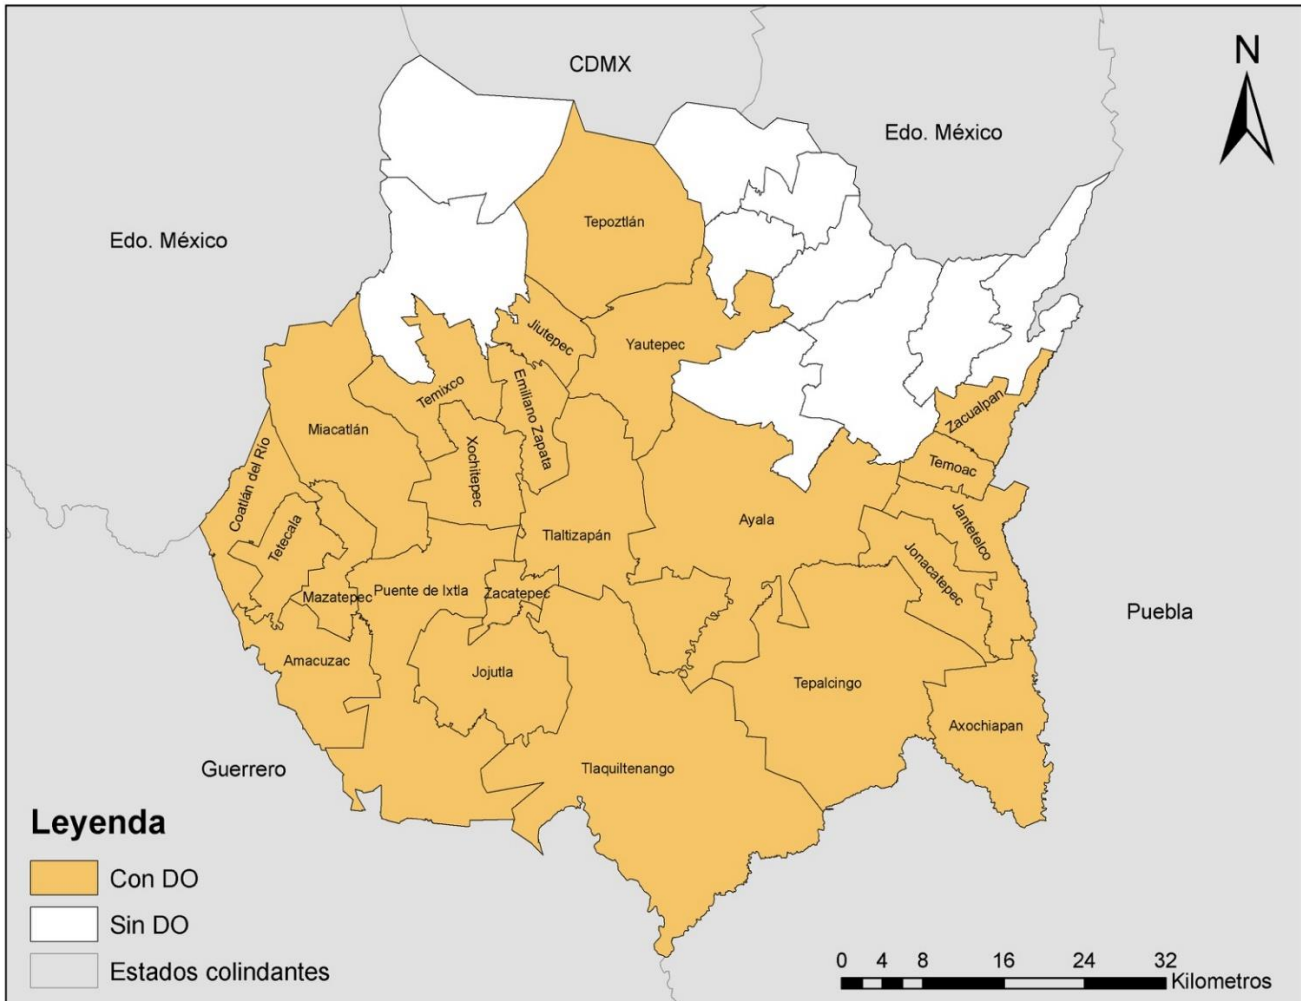 CDMX
N
Edo. México
Edo. México
Tepoztlán
Jiutepec
Yautepec
Temixco
Emiliano Zapata
Zacualpan
Miacatlán
Xochitepec
Coatlán del Río
Temoac
Tetecala
Tlaltizapán
Ayala
Jantetelco
Jonacatepec
Mazatepec
Puente de Ixtla
Zacatepec
Puebla
Amacuzac
Jojutla
Tepalcingo
Axochiapan
Guerrero
Tlaquiltenango
Leyenda
Con DO
Sin DO
Estados colindantes
0 4 8 16 24 32
Kilometros